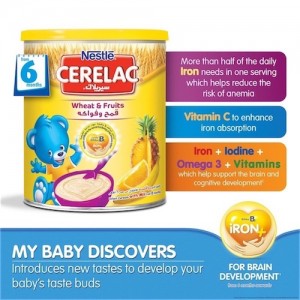 from
6
months
Nestlé
CERELAC
سيريلاك
Wheat & Fruits
قمح وفواكه
More than half of the daily
Iron needs in one serving
which helps reduce
the risk of anemia
Vitamin C to enhance
iron absorption
Iron + Iodine +
Omega 3 + Vitamins
which help support the brain and
cognitive development
MY BABY DISCOVERS
Introduces new tastes to develop your
baby's taste buds
IRON
FOR BRAIN
DEVELOPMENT